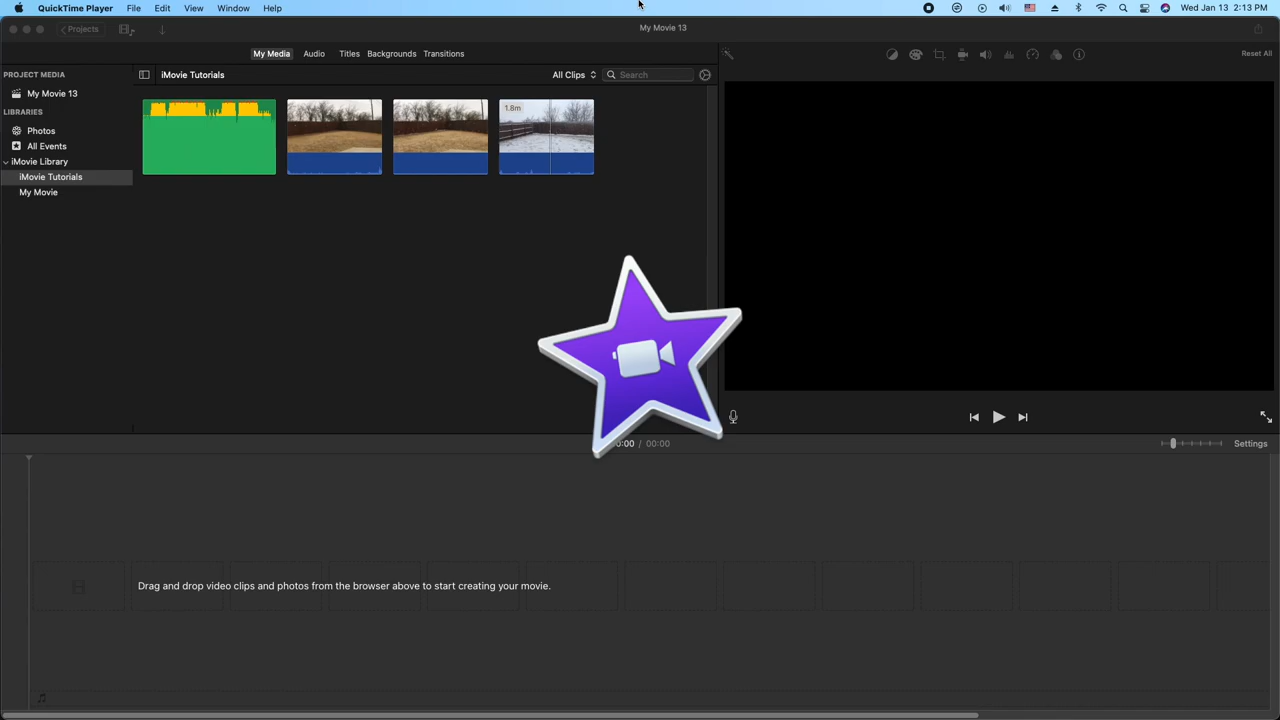 QuickTime Player File Edit View Window Help Wed Jan 13 2:13 PM
Projects My Movie 13
My Media Audio Titles Backgrounds Transitions Reset All
PROJECT MEDIA iMovie Tutorials All Clips Search
My Movie 13
LIBRARIES
Photos
All Events
iMovie Library
iMovie Tutorials
My Movie
1.8m
:00 / 00:00 Settings
Drag and drop video clips and photos from the browser above to start creating your movie.